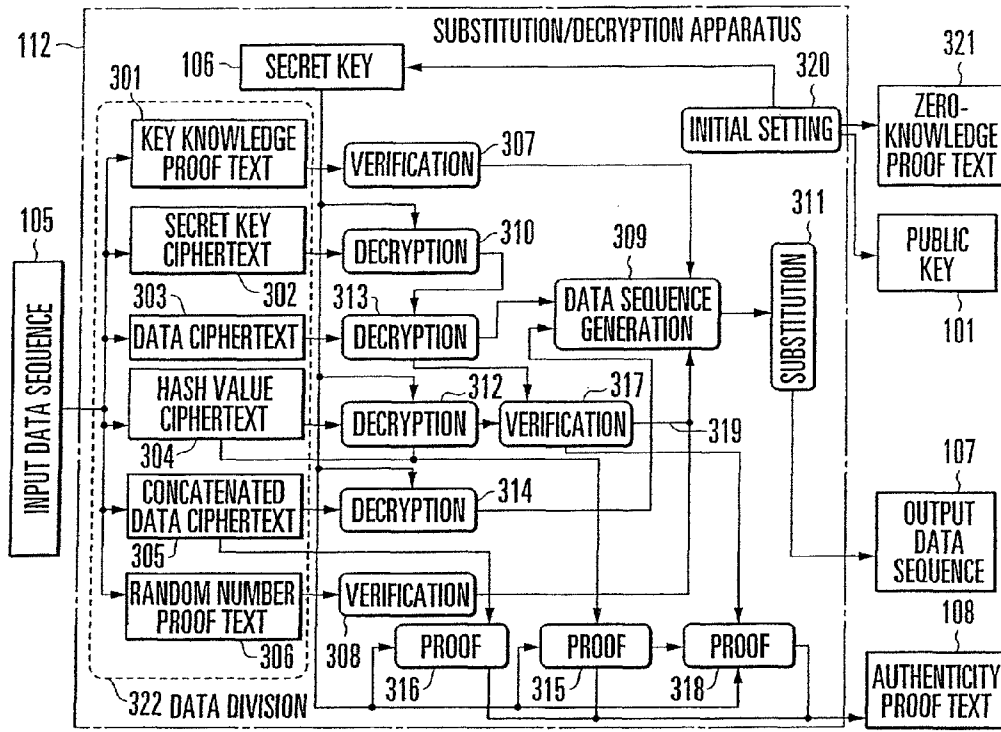 112
SUBSTITUTION/DECRYPTION APPARATUS
106
SECRET KEY
320
321
301
KEY KNOWLEDGE
PROOF TEXT
VERIFICATION
307
INITIAL SETTING
ZERO-
KNOWLEDGE
PROOF TEXT
105
INPUT DATA SEQUENCE
SECRET KEY
CIPHERTEXT
302
DECRYPTION
310
309
311
PUBLIC
KEY
101
303
DATA CIPHERTEXT
313
DECRYPTION
DATA SEQUENCE
GENERATION
SUBSTITUTION
HASH VALUE
CIPHERTEXT
304
DECRYPTION
312
VERIFICATION
317
319
CONCATENATED
DATA CIPHERTEXT
305
DECRYPTION
314
107
OUTPUT
DATA
SEQUENCE
RANDOM NUMBER
PROOF TEXT
306
VERIFICATION
308
PROOF
316
PROOF
315
PROOF
318
108
AUTHENTICITY
PROOF TEXT
322 DATA DIVISION